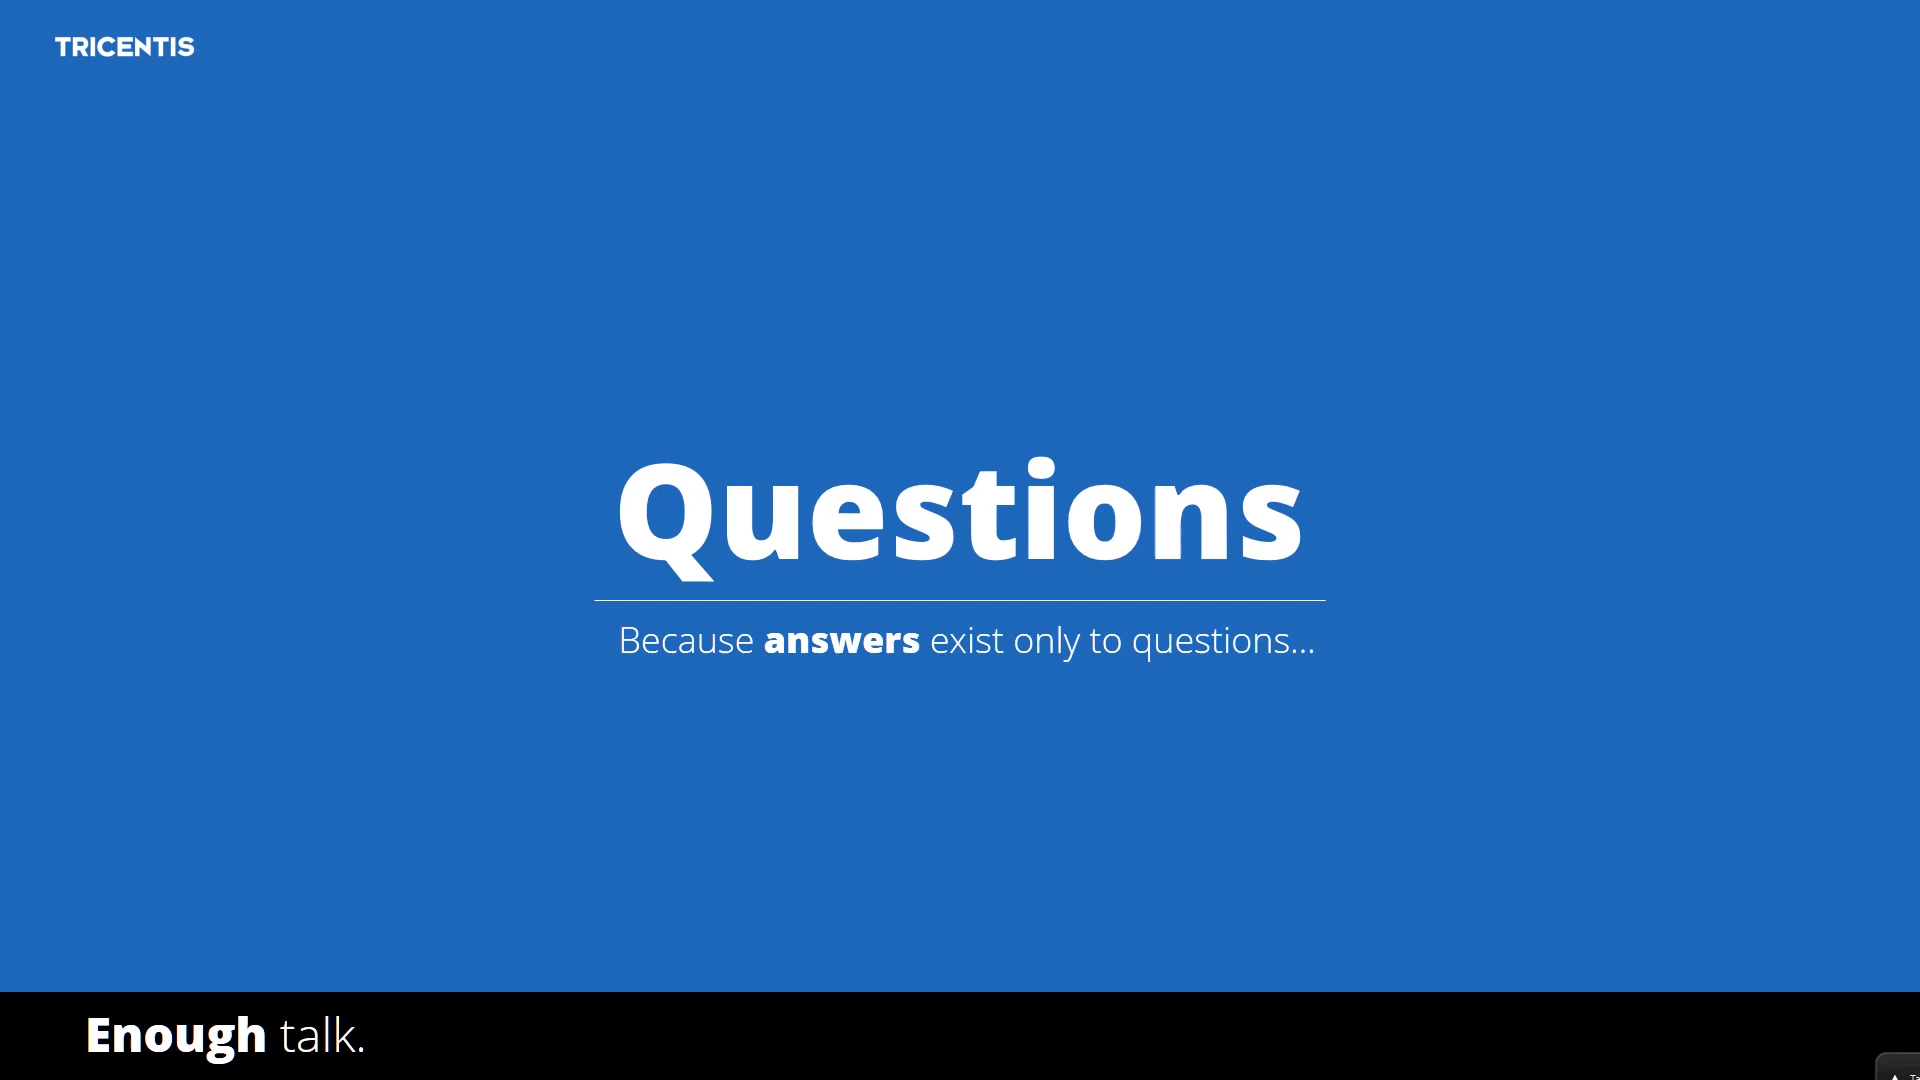 TRICENTIS
Questions
Because answers exist only to questions...
Enough talk.